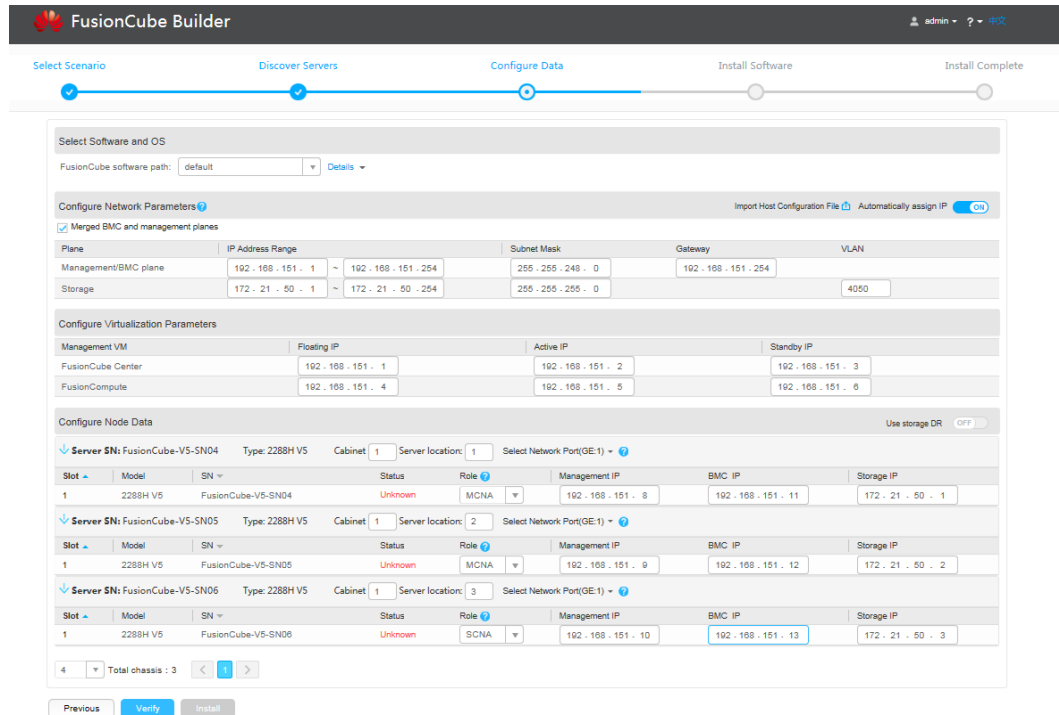 FusionCube Builder admin ? 中文
Select Scenario Discover Servers Configure Data Install Software Install Complete
Select Software and OS
FusionCube software path: default Details
Configure Network Parameters ? Import Host Configuration File Automatically assign IP ON
Merged BMC and management planes
Plane IP Address Range Subnet Mask Gateway VLAN
Management/BMC plane 192 . 168 . 151 . 1 ~ 192 . 168 . 151 . 254 255 . 255 . 248 . 0 192 . 168 . 151 . 254
Storage 172 . 21 . 50 . 1 ~ 172 . 21 . 50 . 254 255 . 255 . 255 . 0 4050
Configure Virtualization Parameters
Management VM Floating IP Active IP Standby IP
FusionCube Center 192 . 168 . 151 . 1 192 . 168 . 151 . 2 192 . 168 . 151 . 3
FusionCompute 192 . 168 . 151 . 4 192 . 168 . 151 . 5 192 . 168 . 151 . 6
Configure Node Data Use storage DR OFF
Server SN: FusionCube-V5-SN04 Type: 2288H V5 Cabinet 1 Server location: 1 Select Network Port(GE:1) ?
Slot Model SN Status Role ? Management IP BMC IP Storage IP
1 2288H V5 FusionCube-V5-SN04 Unknown MCNA 192 . 168 . 151 . 8 192 . 168 . 151 . 11 172 . 21 . 50 . 1
Server SN: FusionCube-V5-SN05 Type: 2288H V5 Cabinet 1 Server location: 2 Select Network Port(GE:1) ?
Slot Model SN Status Role ? Management IP BMC IP Storage IP
1 2288H V5 FusionCube-V5-SN05 Unknown MCNA 192 . 168 . 151 . 9 192 . 168 . 151 . 12 172 . 21 . 50 . 2
Server SN: FusionCube-V5-SN06 Type: 2288H V5 Cabinet 1 Server location: 3 Select Network Port(GE:1) ?
Slot Model SN Status Role ? Management IP BMC IP Storage IP
1 2288H V5 FusionCube-V5-SN06 Unknown SCNA 192 . 168 . 151 . 10 192 . 168 . 151 . 13 172 . 21 . 50 . 3
4 Total chassis : 3 < 1 >
Previous Verify Install